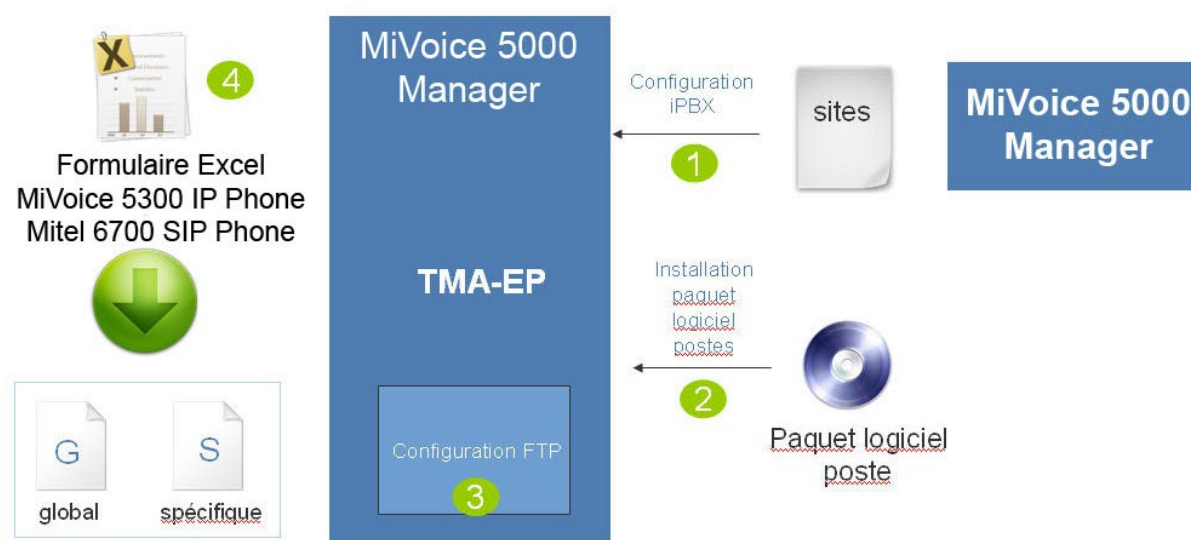 4
Formulaire Excel
MiVoice 5300 IP Phone
Mitel 6700 SIP Phone
G
S
global
spécifique
MiVoice 5000
Manager
TMA-EP
Configuration FTP
3
Configuration
iPBX
1
sites
MiVoice 5000
Manager
Installation
paquet
logiciel
postes
2
Paquet logiciel
poste